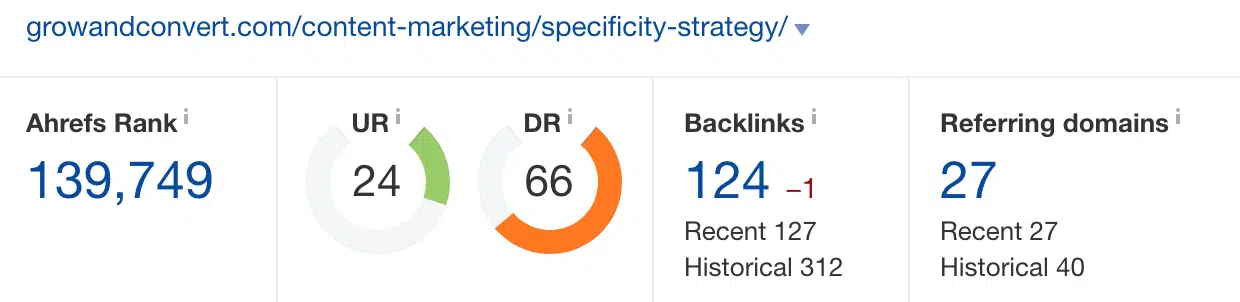 growandconvert.com/content-marketing/specificity-strategy/
Ahrefs Rank i
139,749
UR i
24
DR i
66
Backlinks i
124 –1
Recent 127
Historical 312
Referring domains i
27
Recent 27
Historical 40